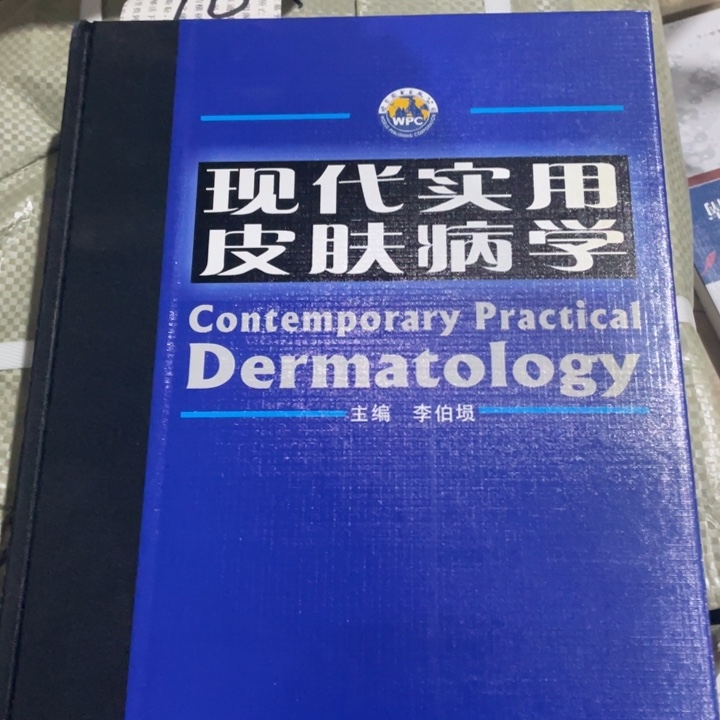 WPC
现代实用
皮肤病学
Contemporary Practical
Dermatology
主编 李伯埙